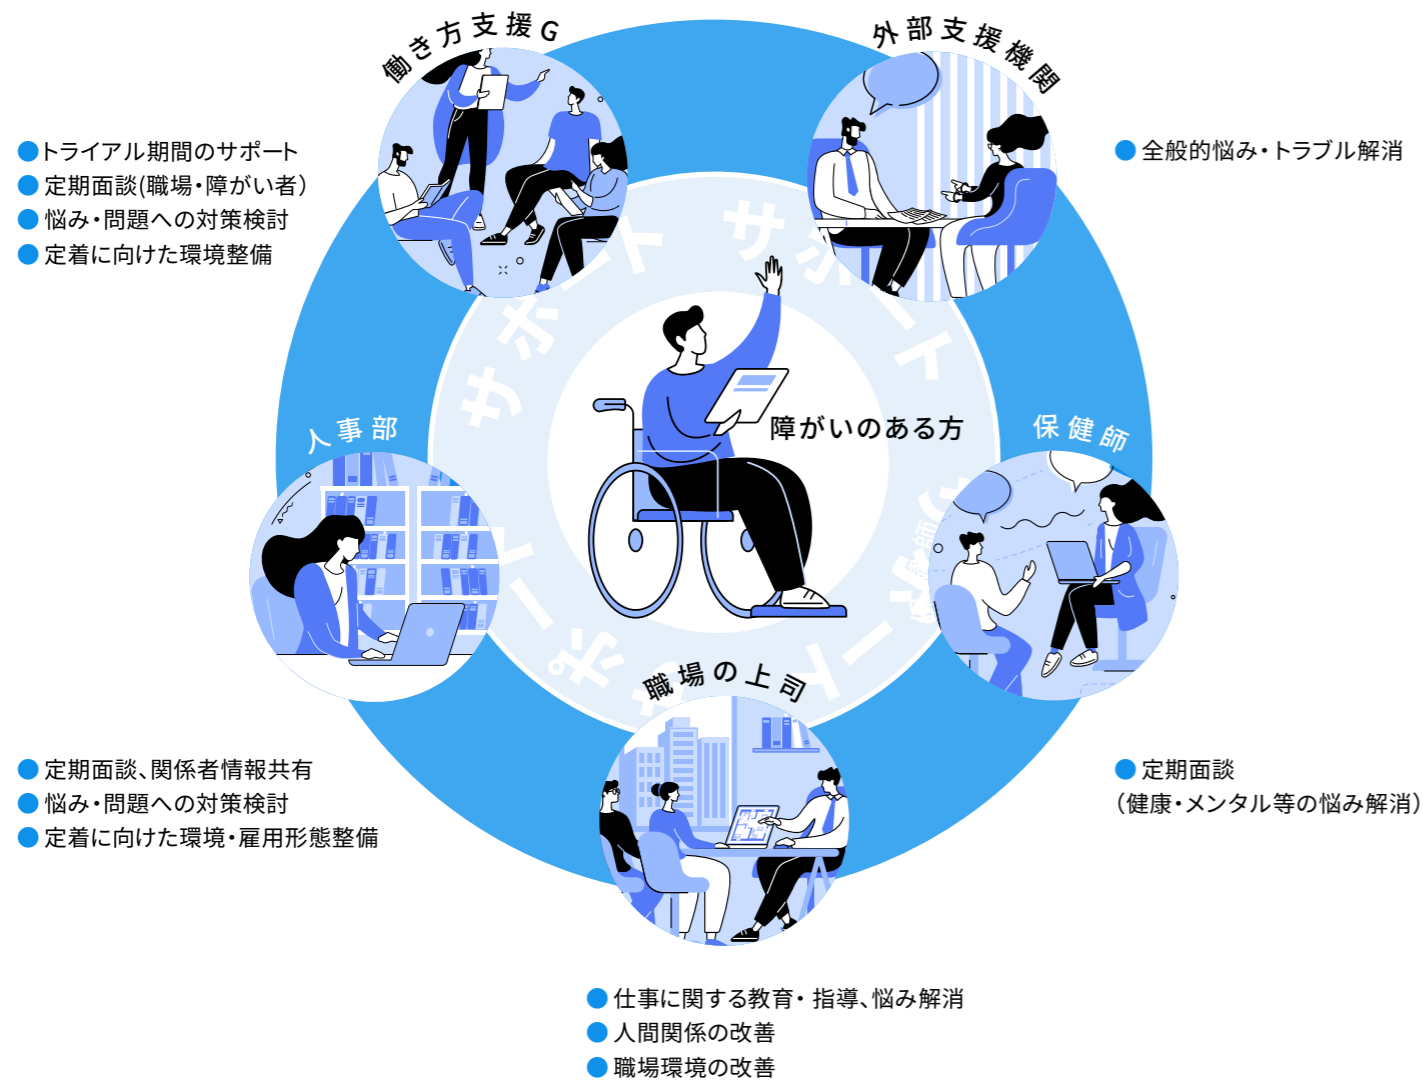 働き方支援G
●トライアル期間のサポート
●定期面談(職場・障がい者)
●悩み・問題への対策検討
●定着に向けた環境整備
外部支援機関
●全般的悩み・トラブル解消
サポート
サポート
障がいのある方
人事部
●定期面談、関係者情報共有
●悩み・問題への対策検討
●定着に向けた環境・雇用形態整備
保健師
●定期面談
(健康・メンタル等の悩み解消)
職場の上司
●仕事に関する教育・ 指導、悩み解消
●人間関係の改善
●職場環境の改善